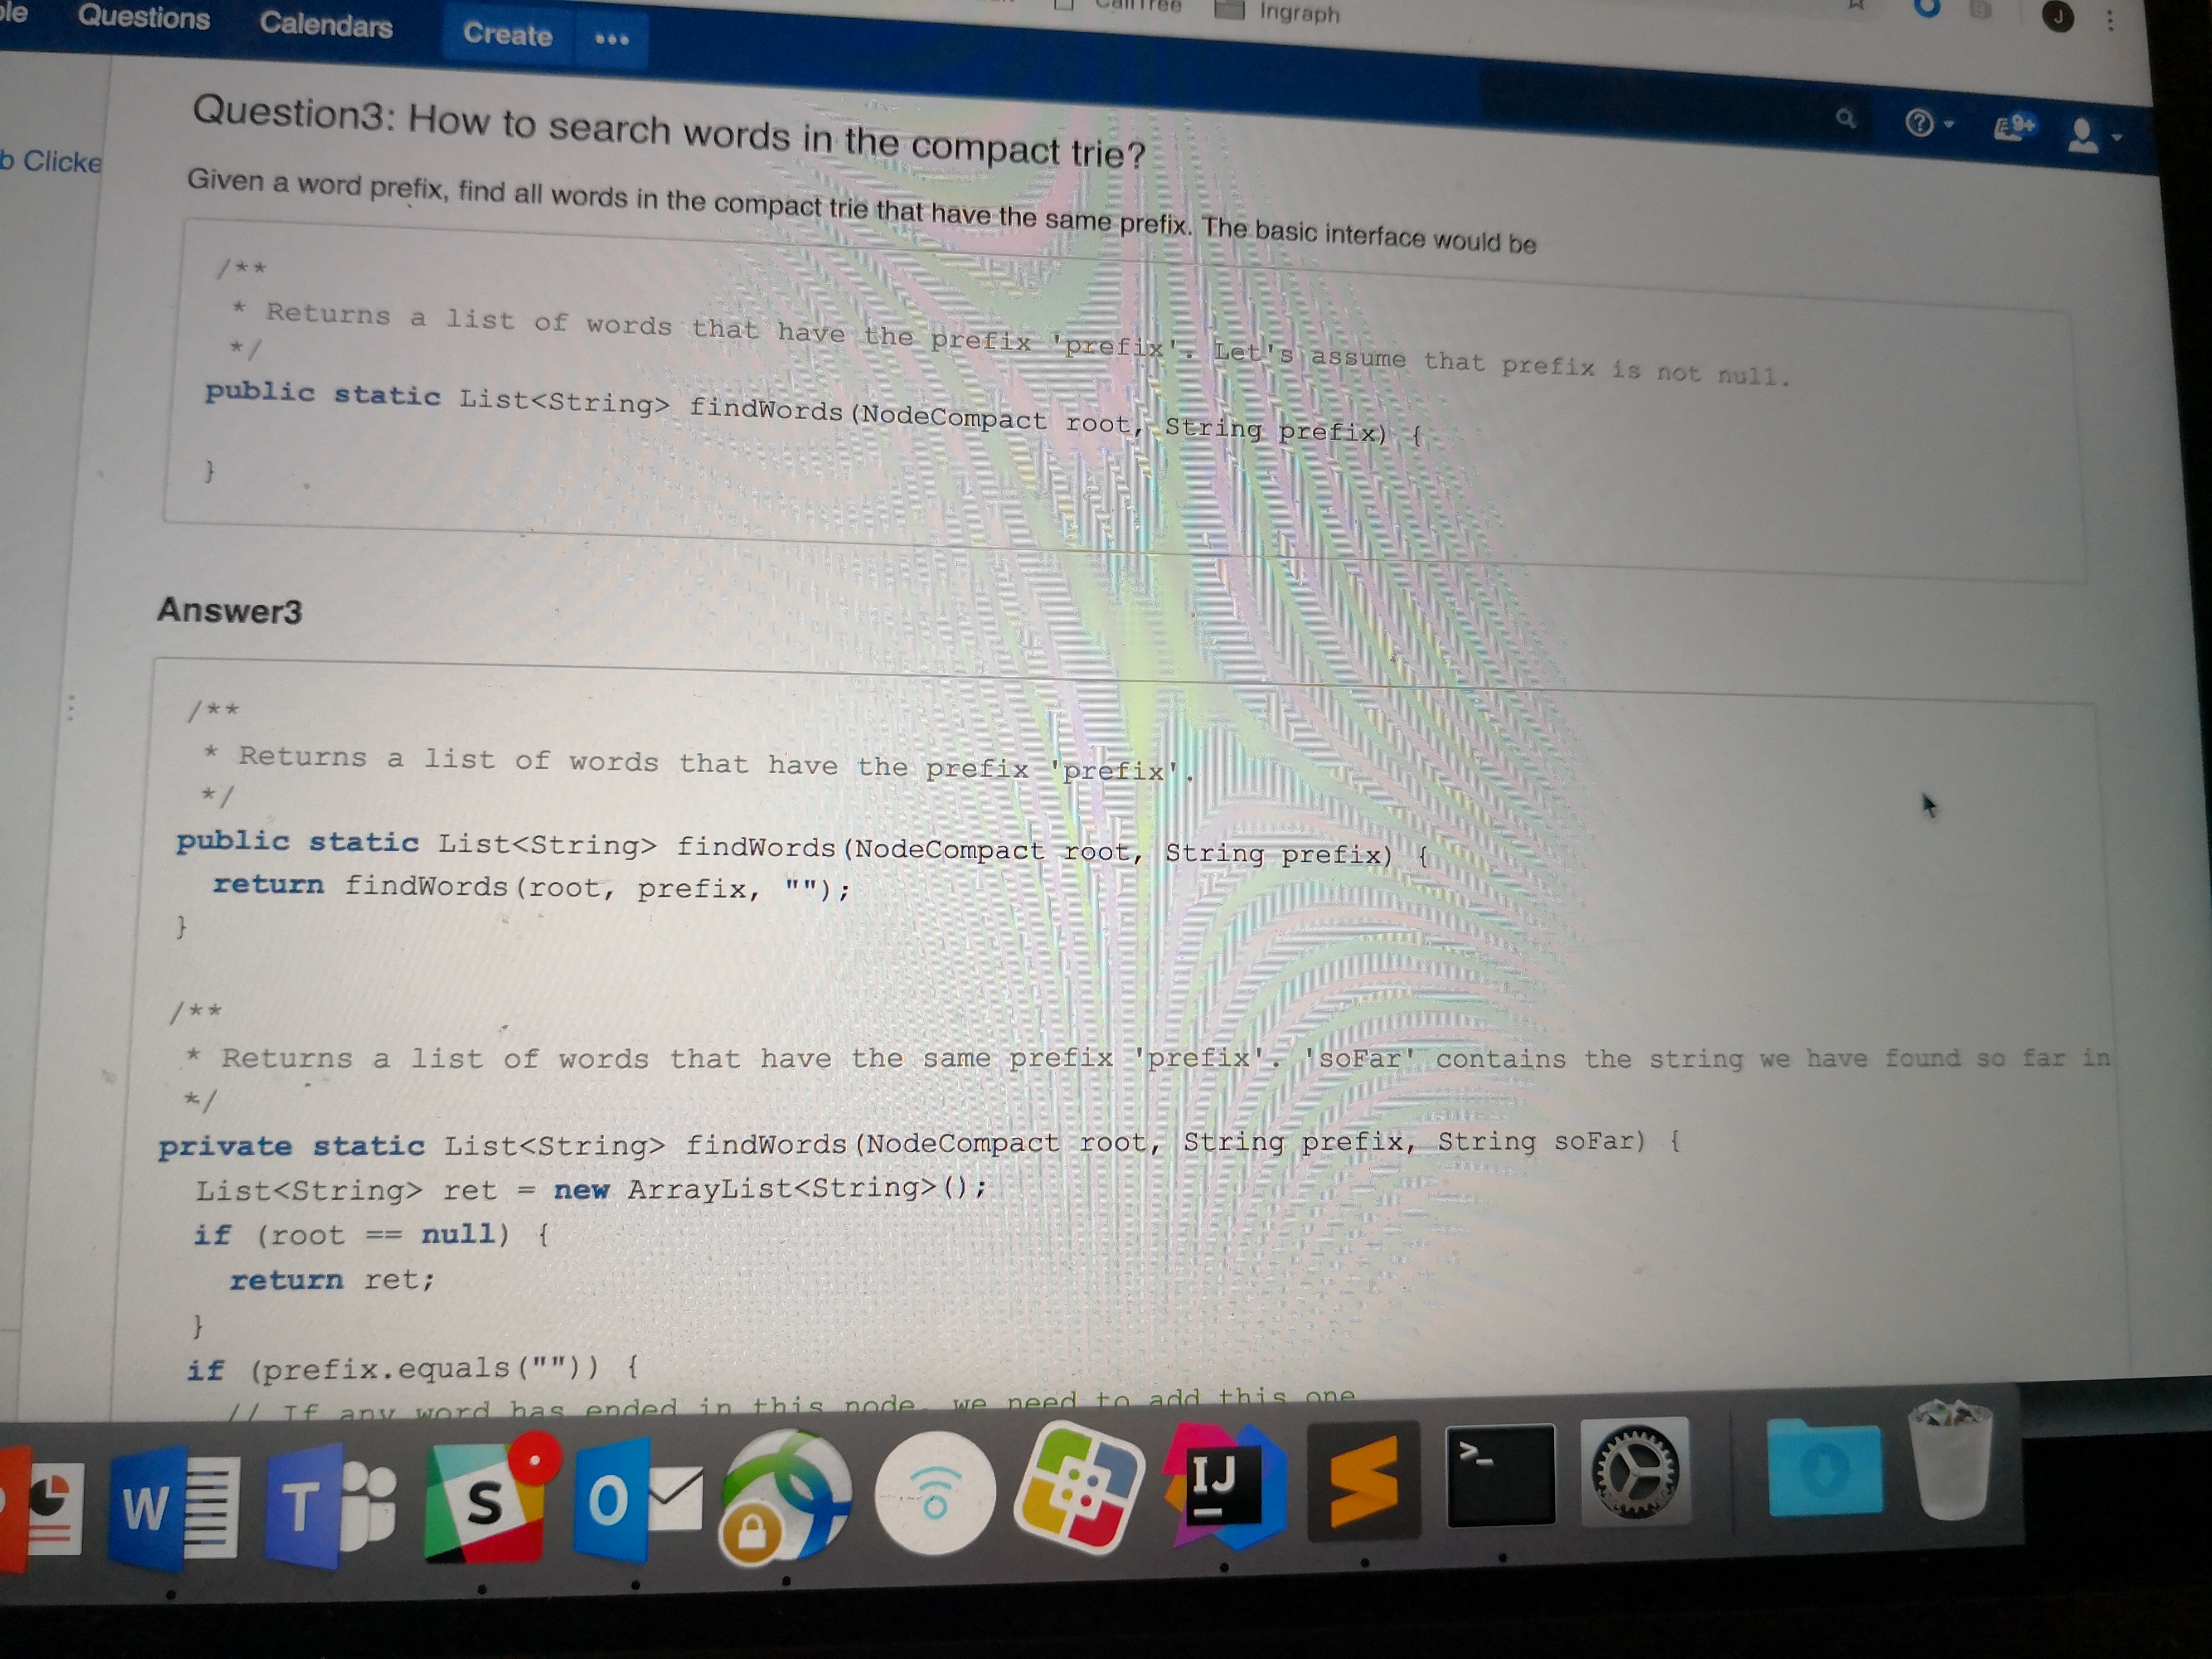 Questions Calendars Create
Ingraph
J
9+
b Clicke
Question3: How to search words in the compact trie?
Given a word prefix, find all words in the compact trie that have the same prefix. The basic interface would be
/**
* Returns a list of words that have the prefix 'prefix'. Let's assume that prefix is not null.
*/
public static List<String> findWords(NodeCompact root, String prefix) {
}
Answer3
/**
* Returns a list of words that have the prefix 'prefix'.
*/
public static List<String> findWords(NodeCompact root, String prefix) {
return findWords(root, prefix, "");
}
/**
* Returns a list of words that have the same prefix 'prefix'. 'soFar' contains the string we have found so far in
*/
private static List<String> findWords(NodeCompact root, String prefix, String soFar) {
List<String> ret = new ArrayList<String>();
if (root == null) {
return ret;
}
if (prefix.equals("")) {
// If any word has ended in this node, we need to add this one
W T S O IJ >_